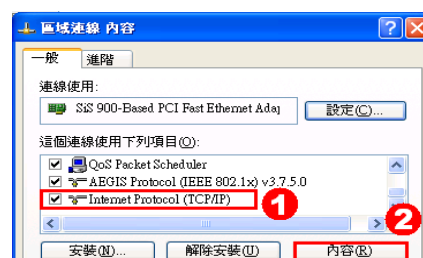 區域連線 內容
一般 進階
連線使用:
SiS 900-Based PCI Fast Ethernet Adaj 設定(C)...
這個連線使用下列項目(O):
QoS Packet Scheduler
AEGIS Protocol (IEEE 802.1x) v3.7.5.0
Internet Protocol (TCP/IP) 1
2
安裝(N)... 解除安裝(U) 內容(R)